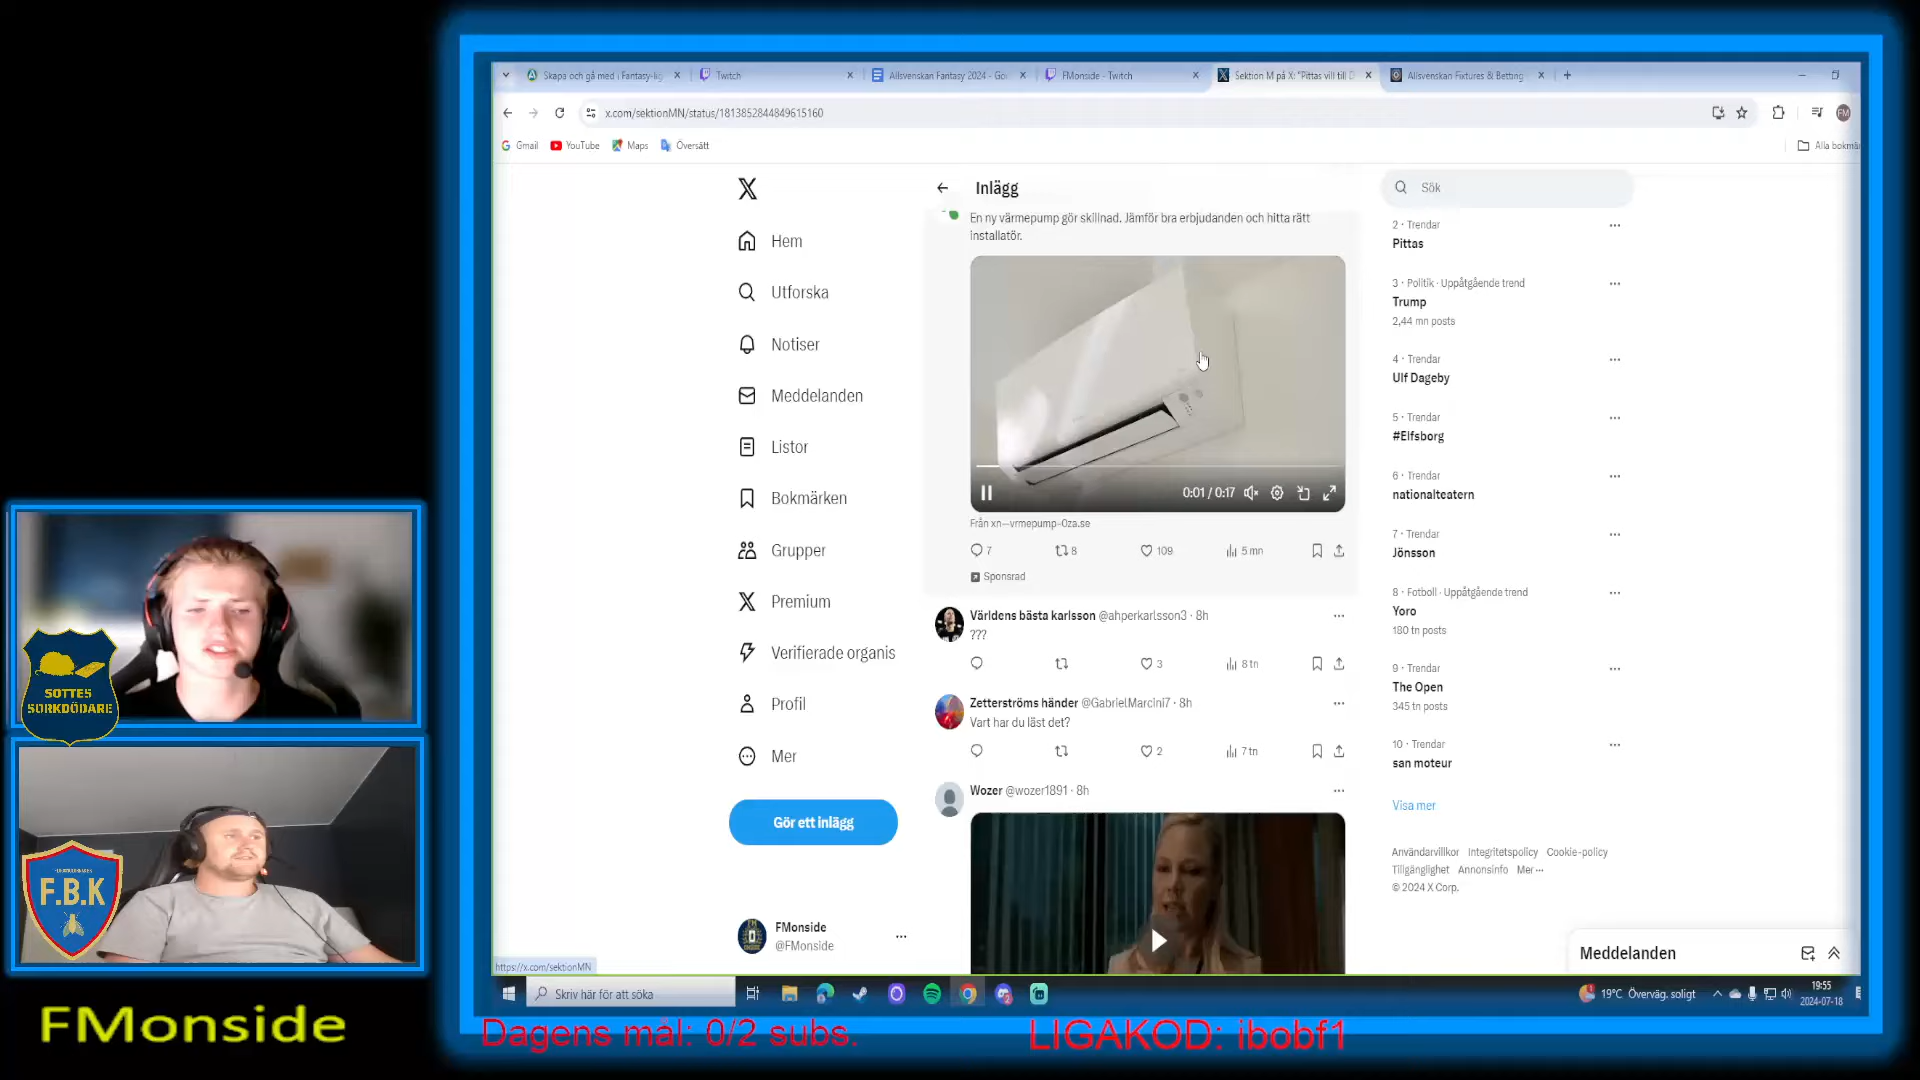 Skapa och gå med i Fantasy-lig
Twitch
Allsvenskan Fantasy 2024 - Go
FMonside - Twitch
Sektion M på X: "Pittas vill till D
Allsvenskan Fixtures & Betting
x.com/sektionMN/status/1813852844849615160
FM
Gmail
YouTube
Maps
Översätt
Alla bokmä
Hem
Utforska
Notiser
Meddelanden
Listor
Bokmärken
Grupper
Premium
Verifierade organis
Profil
Mer
Gör ett inlägg
FMonside
@FMonside
https://x.com/sektionMN
Inlägg
En ny värmepump gör skillnad. Jämför bra erbjudanden och hitta rätt
installatör.
0:01 / 0:17
Från xn--vrmepump-0za.se
7
8
109
5 mn
Sponsrad
Världens bästa karlsson @ahperkarlsson3 · 8h
???
3
8 tn
Zetterströms händer @GabrielMarcini7 · 8h
Vart har du läst det?
2
7 tn
Wozer @wozer1891 · 8h
Sök
2 · Trendar
Pittas
3 · Politik · Uppåtgående trend
Trump
2,44 mn posts
4 · Trendar
Ulf Dageby
5 · Trendar
#Elfsborg
6 · Trendar
nationalteatern
7 · Trendar
Jönsson
8 · Fotboll · Uppåtgående trend
Yoro
180 tn posts
9 · Trendar
The Open
345 tn posts
10 · Trendar
san moteur
Visa mer
Användarvillkor Integritetspolicy Cookie-policy
Tillgänglighet Annonsinfo Mer ···
© 2024 X Corp.
Meddelanden
Skriv här för att söka
19°C Överväg. soligt
19:55
2024-07-18
SOTTES
SORKDÖDARE
F.B.K
FMonside
Dagens mål: 0/2 subs.
LIGAKOD: ibobf1